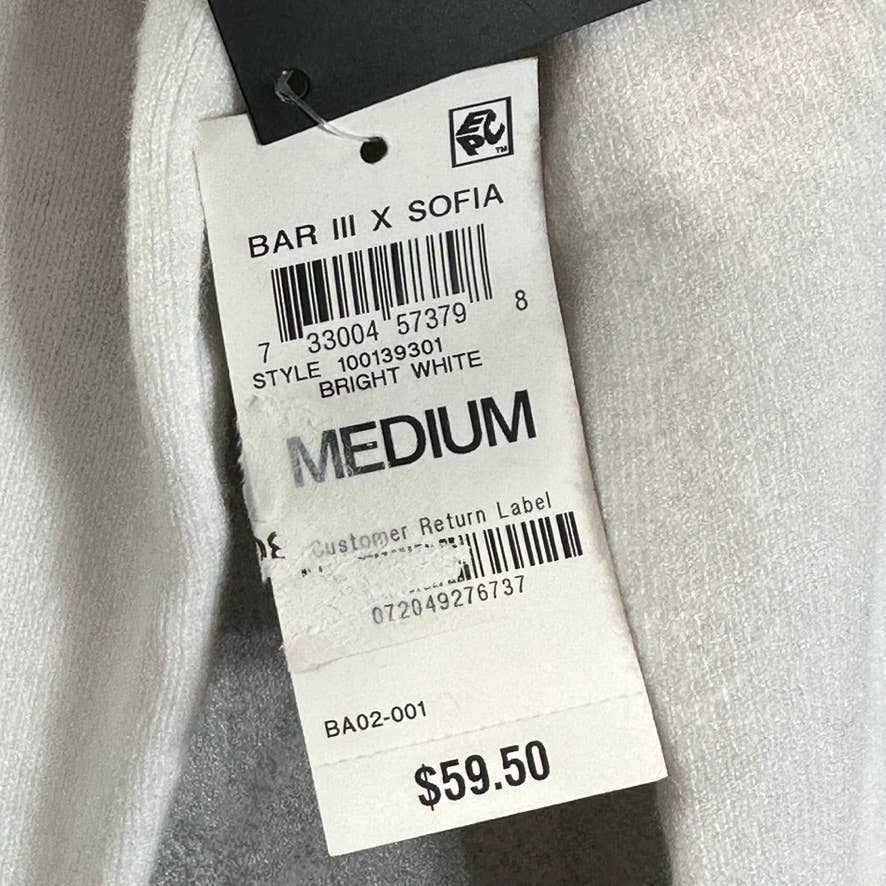 EPC™
BAR III X SOFIA
7 33004 57379 8
STYLE 100139301
BRIGHT WHITE
MEDIUM
Customer Return Label
072049276737
BA02-001
$59.50